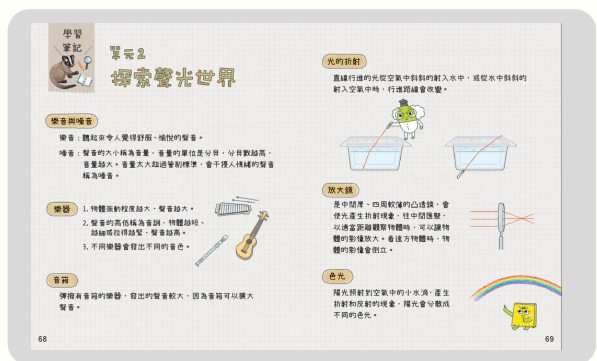 學習
筆記
單元2
探索聲光世界
樂音與噪音
樂音：聽起來令人覺得舒服、愉悅的聲音。
噪音：聲音的大小稱為音量，音量的單位是分貝，分貝數越高，
音量越大。音量太大超過管制標準，會干擾人情緒的聲音
稱為噪音。
樂器
1. 物體振動程度越大，聲音越大。
2. 聲音的高低稱為音調，物體越短、
越細或拉得越緊，聲音越高。
3. 不同樂器會發出不同的音色。
音箱
彈撥有音箱的樂器，發出的聲音較大，因為音箱可以擴大
聲音。
68
光的折射
直線行進的光從空氣中斜斜的射入水中，或從水中斜斜的
射入空氣中時，行進路線會改變。
放大鏡
是中間厚、四周較薄的凸透鏡，會
使光產生折射現象，往中間匯聚，
以適當距離觀察物體時，可以讓物
體的影像放大。看遠方物體時，物
體的影像會倒立。
色光
陽光照射到空氣中的小水滴，產生
折射和反射的現象，陽光會分散成
不同的色光。
69